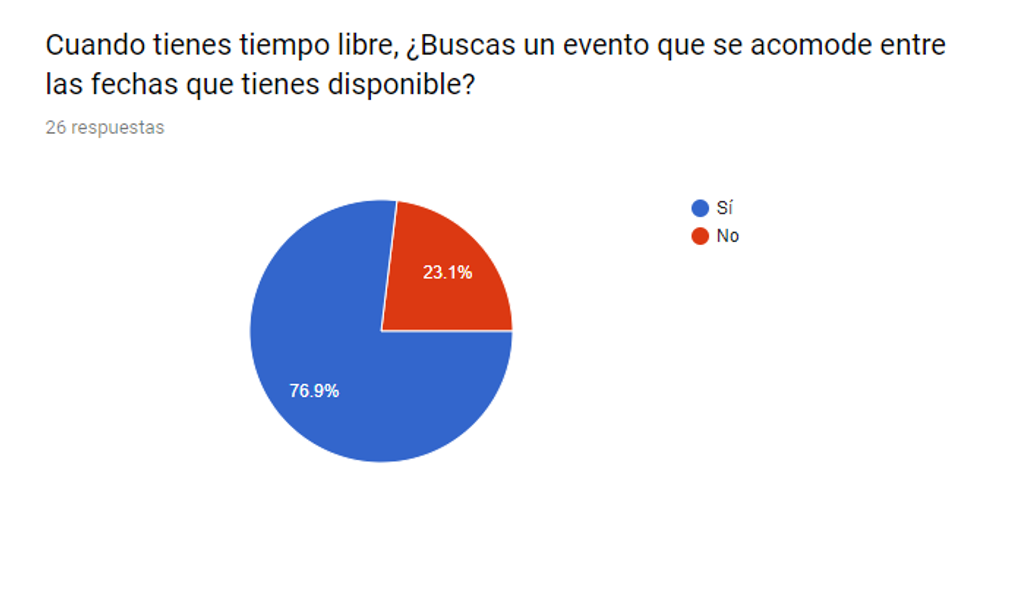 Cuando tienes tiempo libre, ¿Buscas un evento que se acomode entre
las fechas que tienes disponible?
26 respuestas
Sí
No
23.1%
76.9%